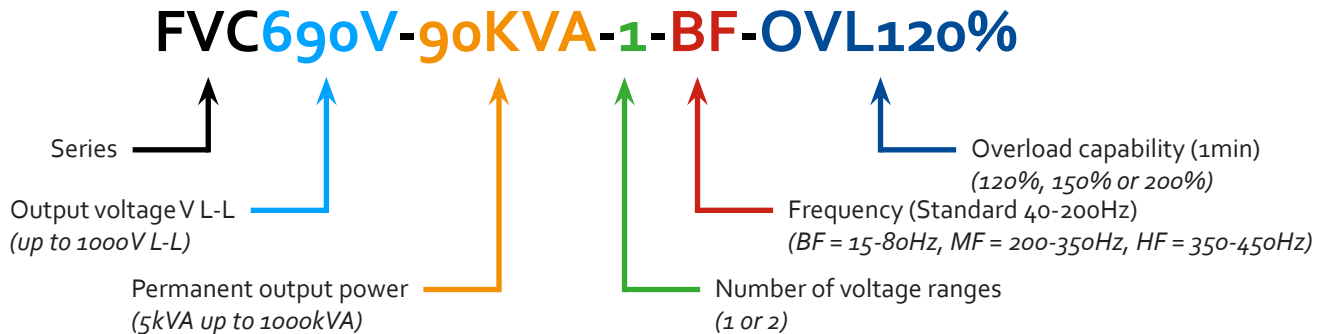 FVC690V-90KVA-1-BF-OVL120%
Series
Overload capability (1min)
(120%, 150% or 200%)
Output voltage V L-L
(up to 1000V L-L)
Frequency (Standard 40-200Hz)
(BF = 15-80Hz, MF = 200-350Hz, HF = 350-450Hz)
Permanent output power
(5kVA up to 1000kVA)
Number of voltage ranges
(1 or 2)